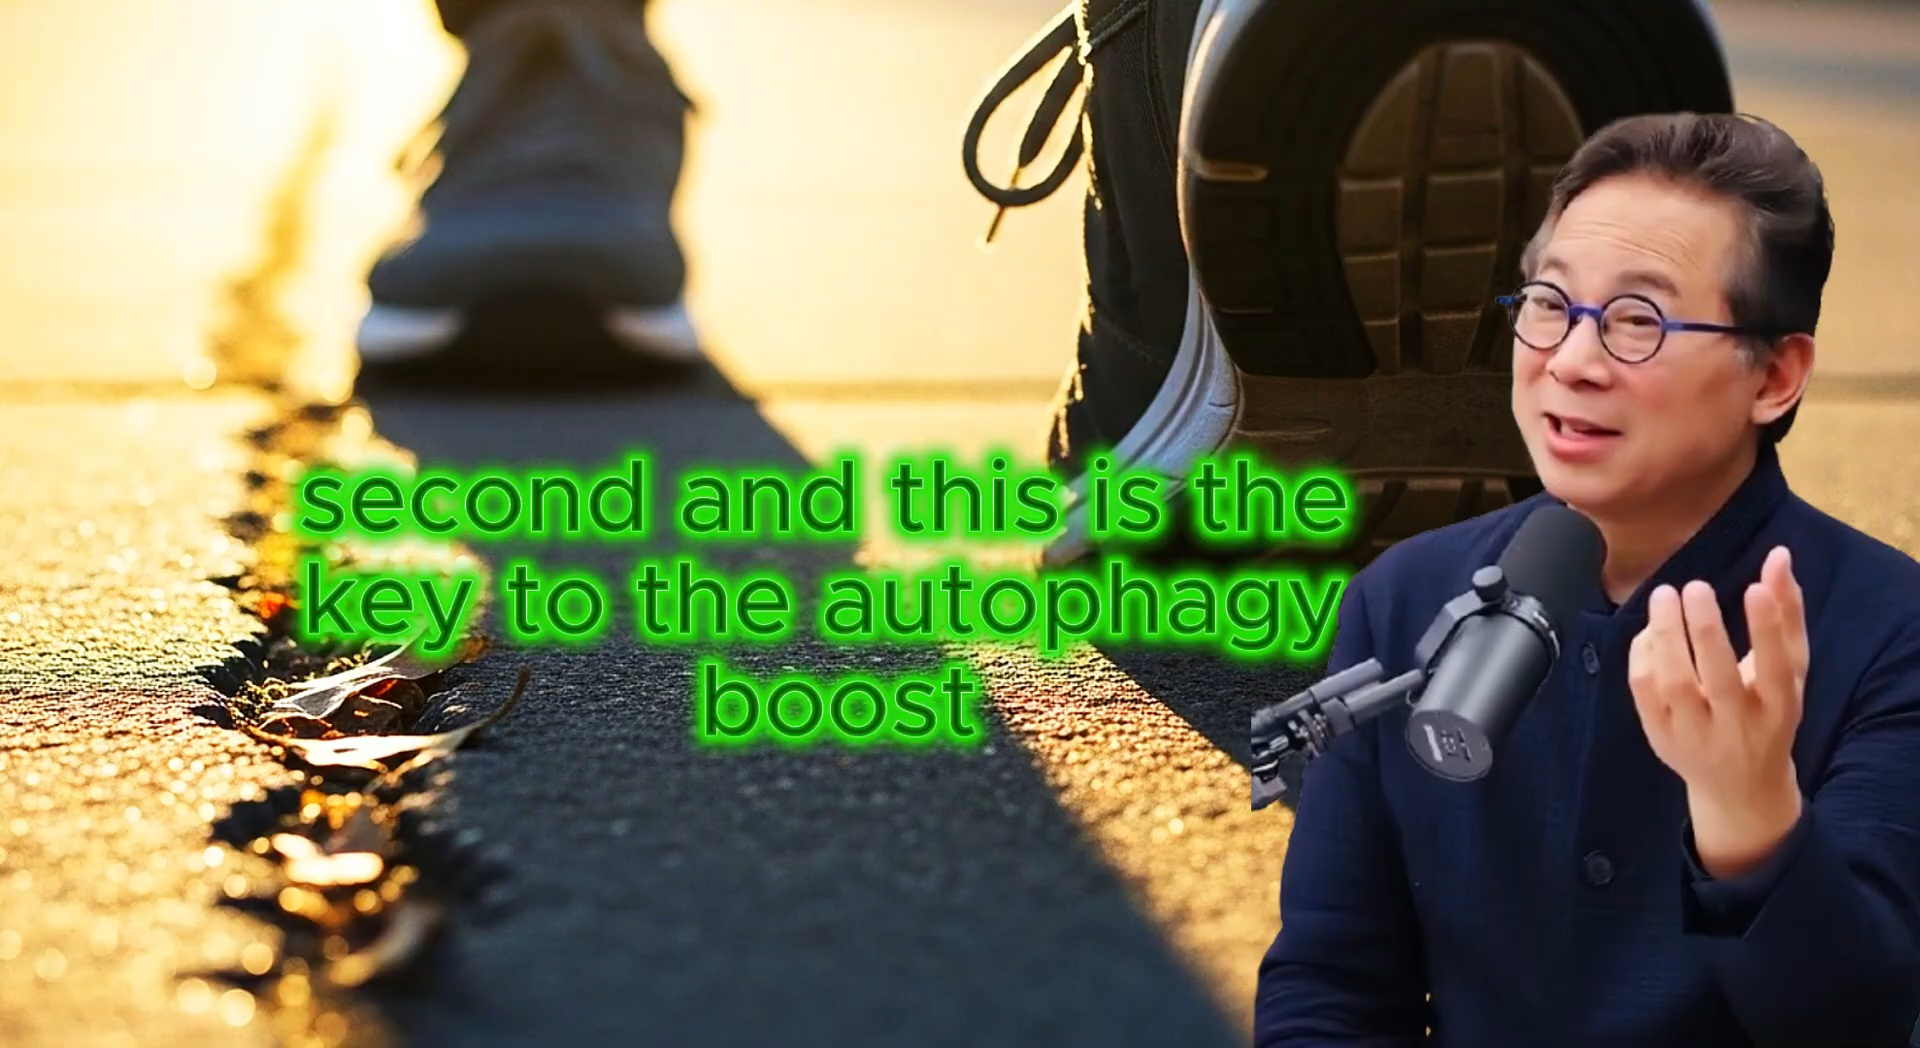 second and this is the
key to the autophagy
boost